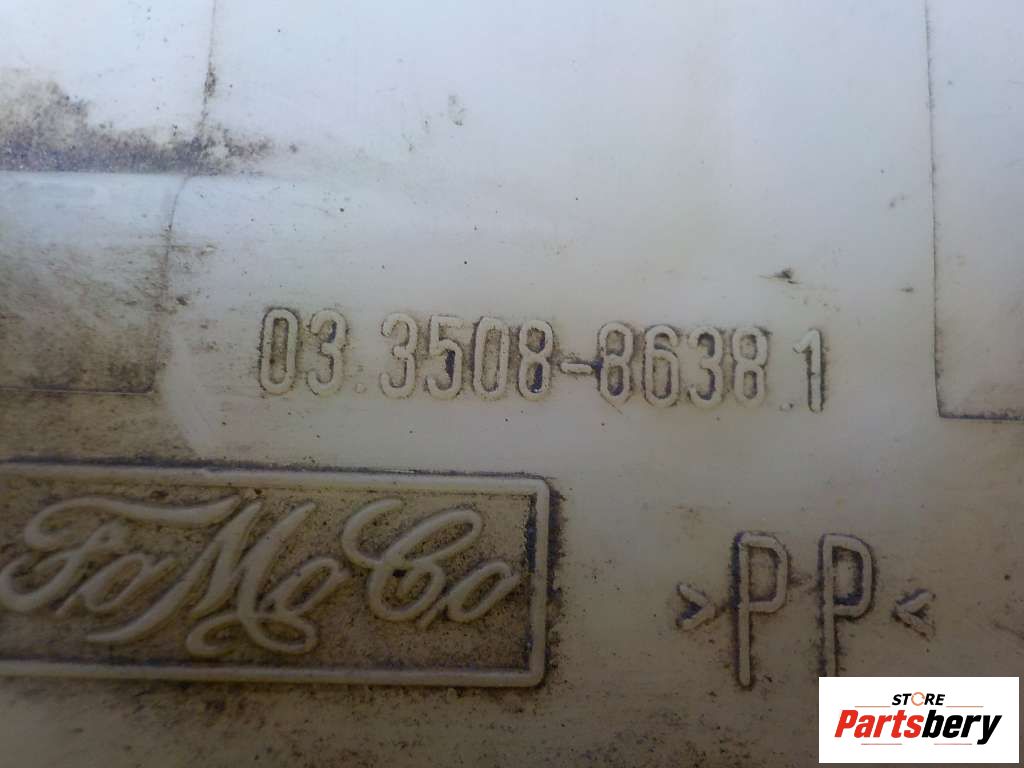 03.3508-8638.1
FoMoCo
>PP<
STORE
Partsbery